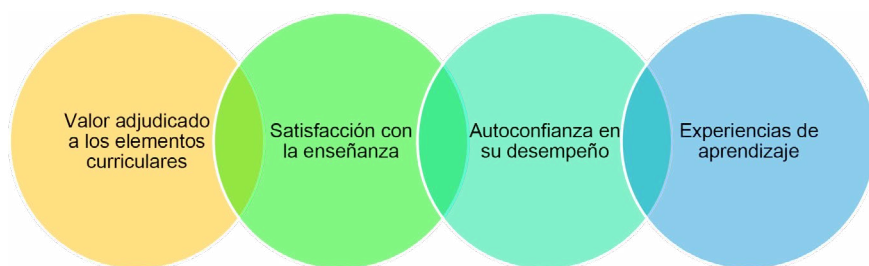 Valor adjudicado
a los elementos
curriculares
Satisfacción con
la enseñanza
Autoconfianza en
su desempeño
Experiencias de
aprendizaje